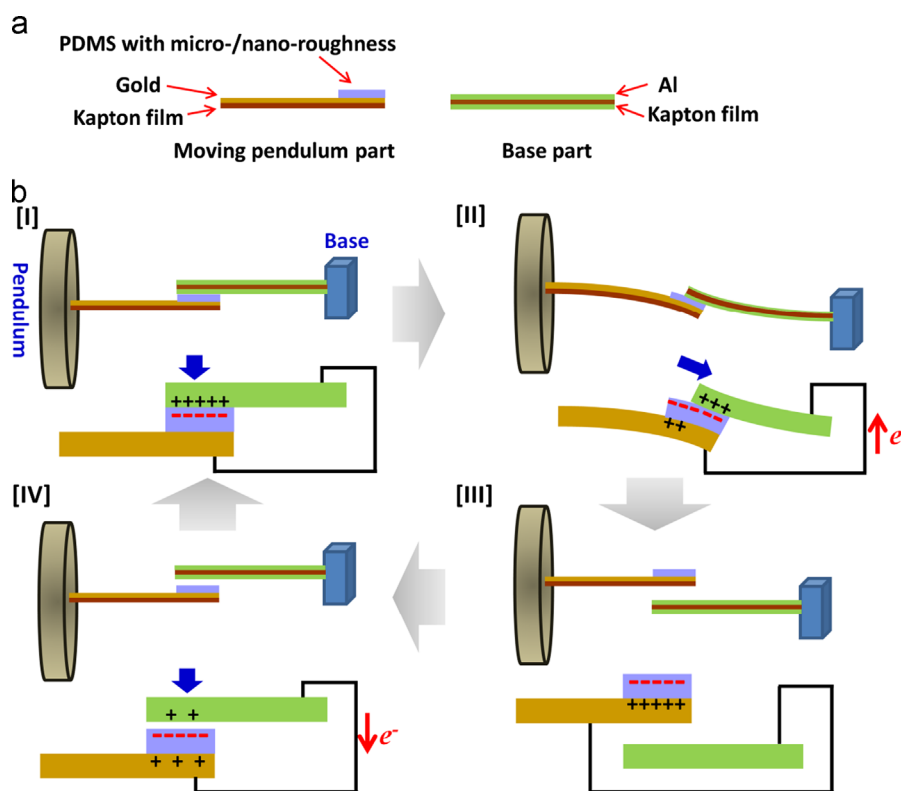 a
PDMS with micro-/nano-roughness
Gold
Kapton film
Al
Kapton film
Moving pendulum part
Base part
b
[I]
[II]
Pendulum
Base
+++++
-----
+++
-----
++
e
[IV]
[III]
+ +
-----
+ + +
e-
-----
+++++